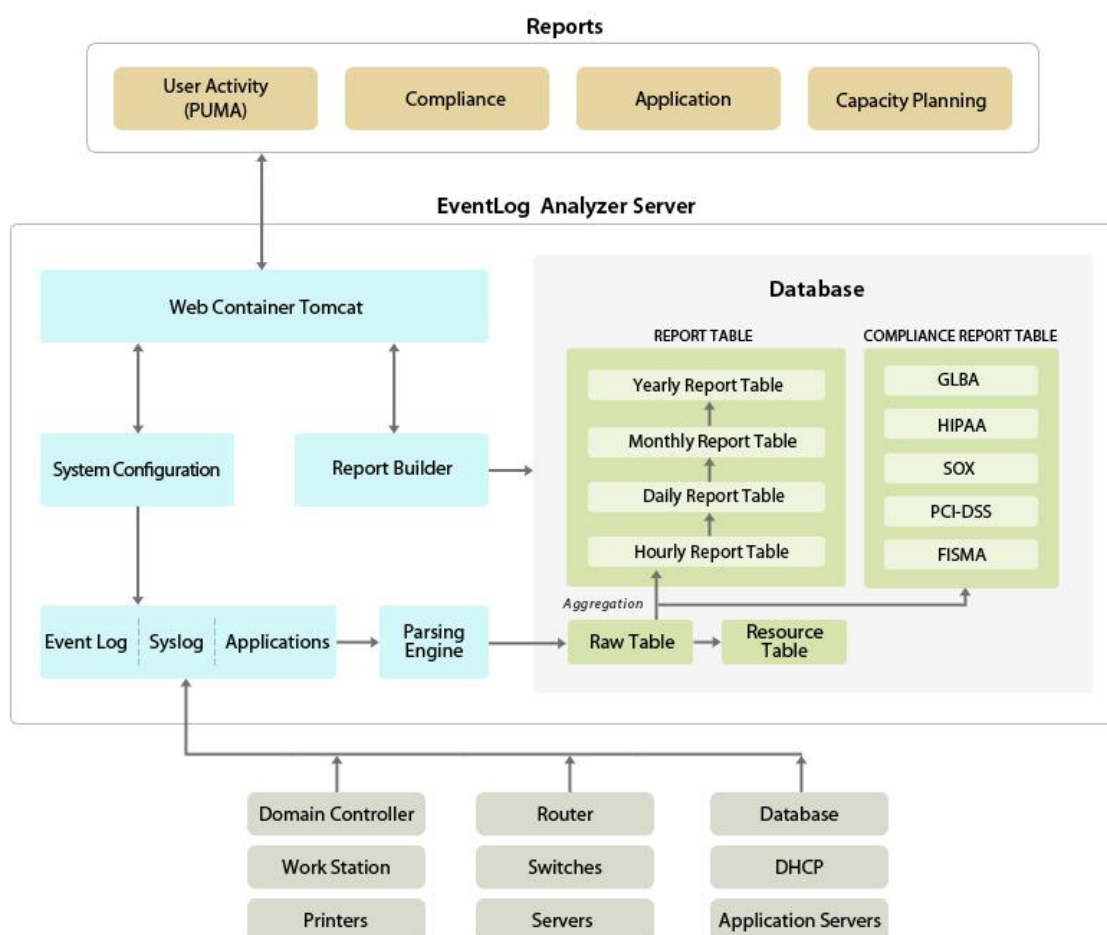 Reports
User Activity
(PUMA)
Compliance
Application
Capacity Planning
EventLog Analyzer Server
Web Container Tomcat
Database
REPORT TABLE
COMPLIANCE REPORT TABLE
Yearly Report Table
Monthly Report Table
Daily Report Table
Hourly Report Table
GLBA
HIPAA
SOX
PCI-DSS
FISMA
System Configuration
Report Builder
Aggregation
Event Log
Syslog
Applications
Parsing
Engine
Raw Table
Resource
Table
Domain Controller
Router
Database
Work Station
Switches
DHCP
Printers
Servers
Application Servers